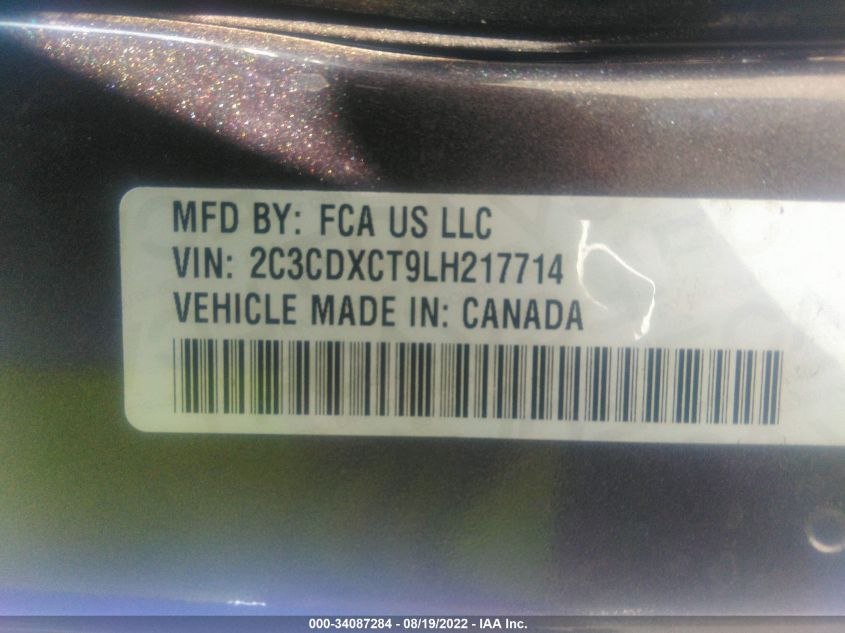 MFD BY: FCA US LLC
VIN: 2C3CDXCT9LH217714
VEHICLE MADE IN: CANADA
000-34087284 - 08/19/2022 - IAA Inc.